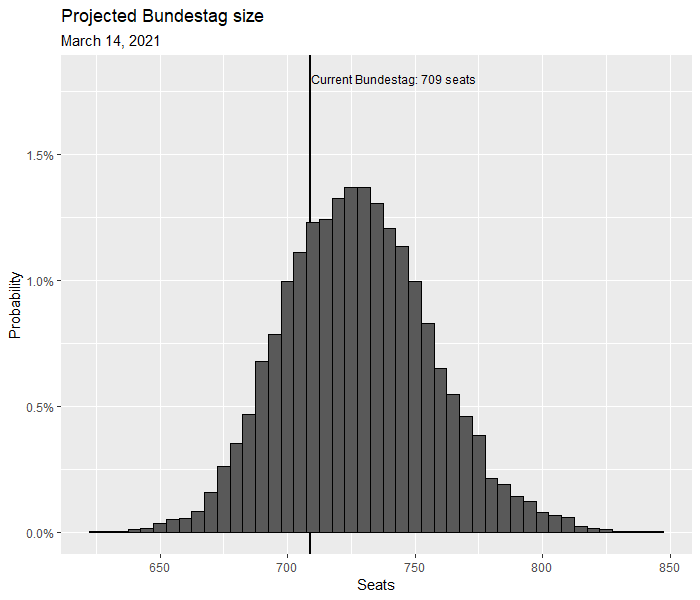 Projected Bundestag size
March 14, 2021
Current Bundestag: 709 seats
1.5%
1.0%
0.5%
0.0%
Probability
650
700
750
800
850
Seats